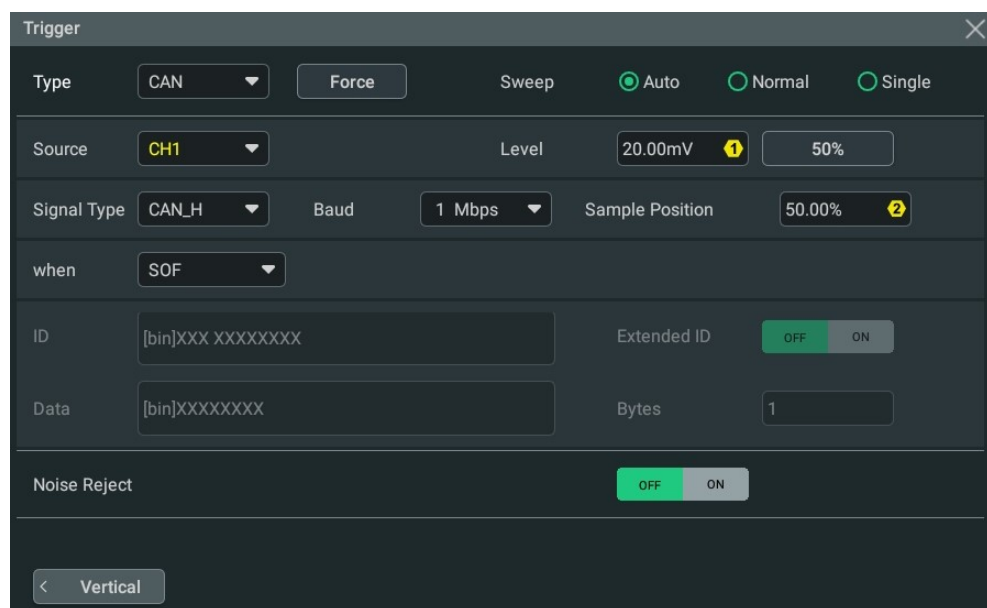 Trigger
Type CAN Force Sweep Auto Normal Single
Source CH1 Level 20.00mV 1 50%
Signal Type CAN_H Baud 1 Mbps Sample Position 50.00% 2
when SOF
ID [bin]XXX XXXXXXXX Extended ID OFF ON
Data [bin]XXXXXXXX Bytes 1
Noise Reject OFF ON
< Vertical